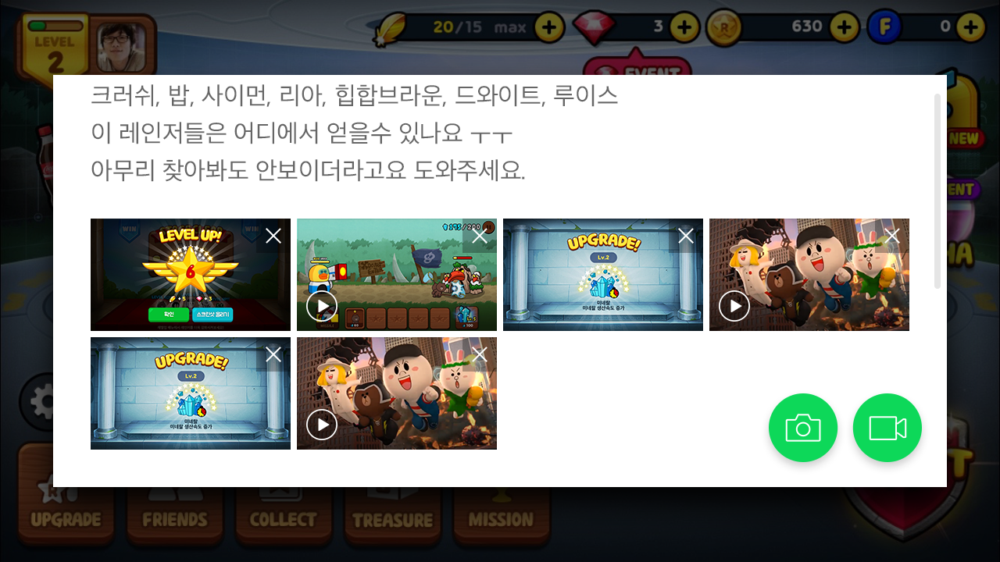 LEVEL
2
20/15 max
3
R
630
F
0
EVENT
NEW
크러쉬, 밥, 사이먼, 리아, 힙합브라운, 드와이트, 루이스
이 레인저들은 어디에서 얻을수 있나요 ㅜㅜ
아무리 찾아봐도 안보이더라고요 도와주세요.
LEVEL UP!
6
+5 +3
확인
스크린샷 올리기
195/200
UPGRADE!
Lv.2
미네랄
미네랄 생산속도 증가
UPGRADE!
Lv.2
미네랄
미네랄 생산속도 증가
UPGRADE
FRIENDS
COLLECT
TREASURE
MISSION